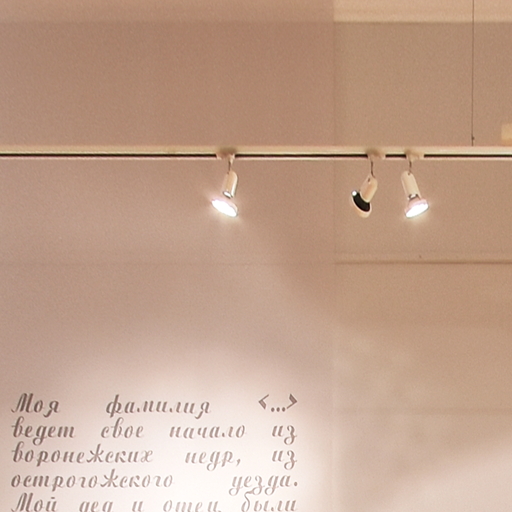 Моя фамилия <...>
ведет свое начало из
воронежских недр, из
острогожского уезда.
Мой дед и отец были